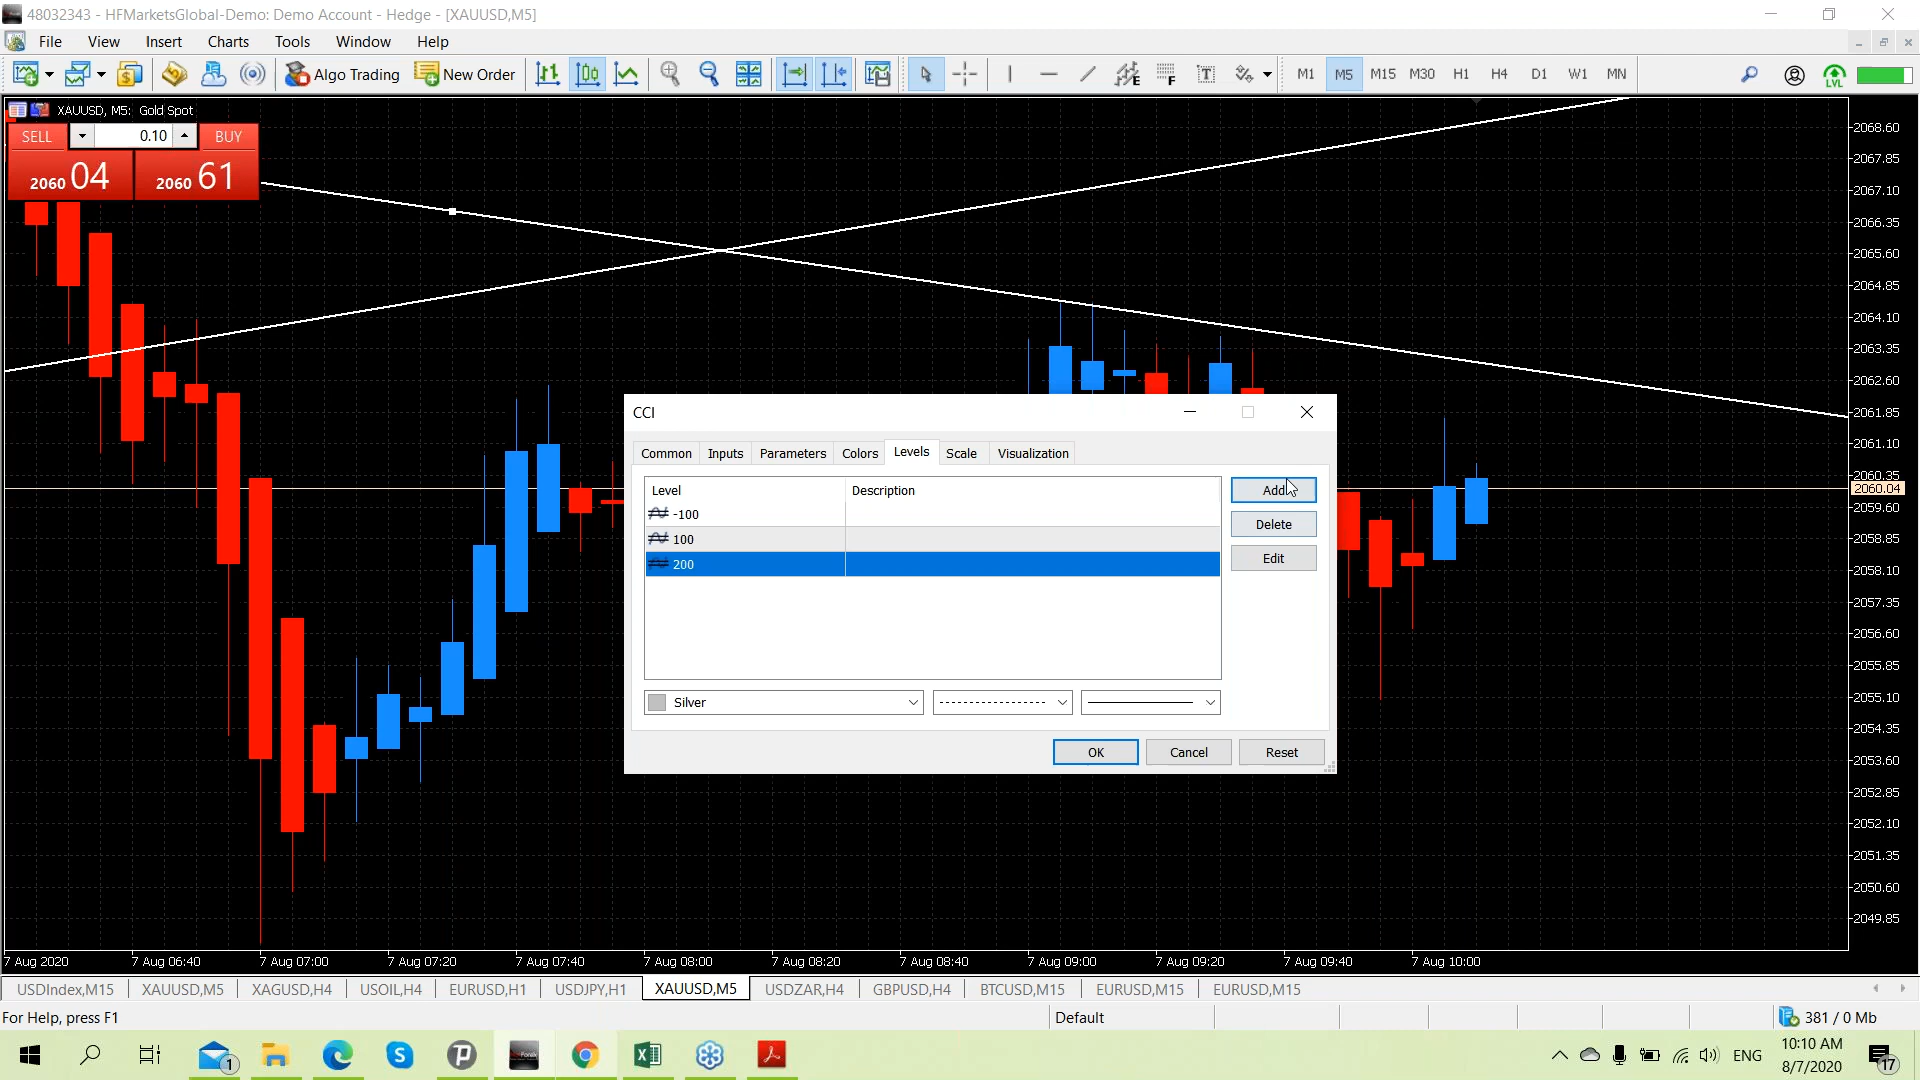 48032343 - HFMarketsGlobal-Demo: Demo Account - Hedge - [XAUUSD,M5]
File View Insert Charts Tools Window Help
Algo Trading New Order E F T M1 M5 M15 M30 H1 H4 D1 W1 MN LVL
XAUUSD, M5: Gold Spot
SELL 0.10 BUY
2060 04 2060 61
2068.60
2067.85
2067.10
2066.35
2065.60
2064.85
2064.10
2063.35
2062.60
2061.85
2061.10
2060.35
2060.04
2059.60
2058.85
2058.10
2057.35
2056.60
2055.85
2055.10
2054.35
2053.60
2052.85
2052.10
2051.35
2050.60
2049.85
CCI
Common Inputs Parameters Colors Levels Scale Visualization
Level Description
-100
100
200
Add
Delete
Edit
Silver
OK Cancel Reset
7 Aug 2020 7 Aug 06:40 7 Aug 07:00 7 Aug 07:20 7 Aug 07:40 7 Aug 08:00 7 Aug 08:20 7 Aug 08:40 7 Aug 09:00 7 Aug 09:20 7 Aug 09:40 7 Aug 10:00
USDIndex,M15 XAUUSD,M5 XAGUSD,H4 USOIL,H4 EURUSD,H1 USDJPY,H1 XAUUSD,M5 USDZAR,H4 GBPUSD,H4 BTCUSD,M15 EURUSD,M15 EURUSD,M15
For Help, press F1 Default 381 / 0 Mb
1 ENG 10:10 AM
8/7/2020 17